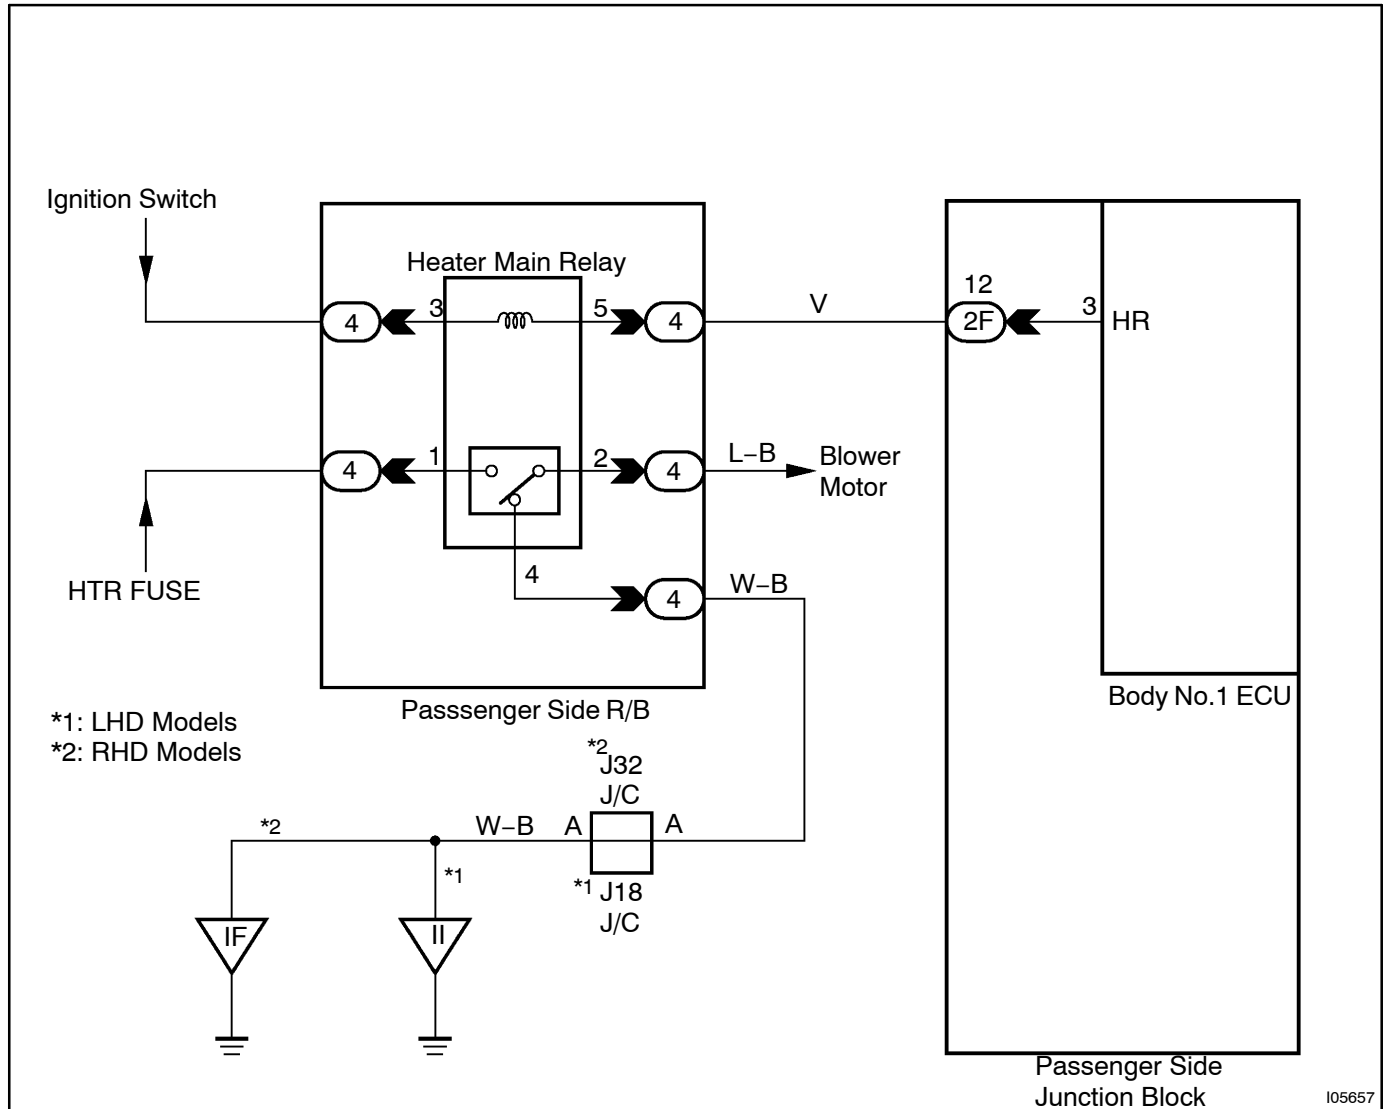 Ignition Switch
Heater Main Relay
4
3
5
4
V
12
2F
3
HR
4
1
2
4
L–B
Blower
Motor
HTR FUSE
4
4
W–B
Passsenger Side R/B
Body No.1 ECU
*1: LHD Models
*2: RHD Models
*2
J32
J/C
*2
W–B
A
A
*1
*1
J18
J/C
IF
II
Passenger Side
Junction Block
I05657